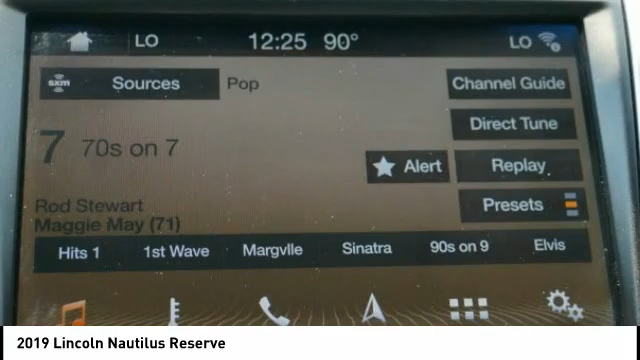 LO 12:25 90° LO
sxm Sources Pop Channel Guide
Direct Tune
7 70s on 7
Alert Replay
Rod Stewart
Presets
Maggie May (71)
Hits 1 1st Wave Margvlle Sinatra 90s on 9 Elvis
2019 Lincoln Nautilus Reserve